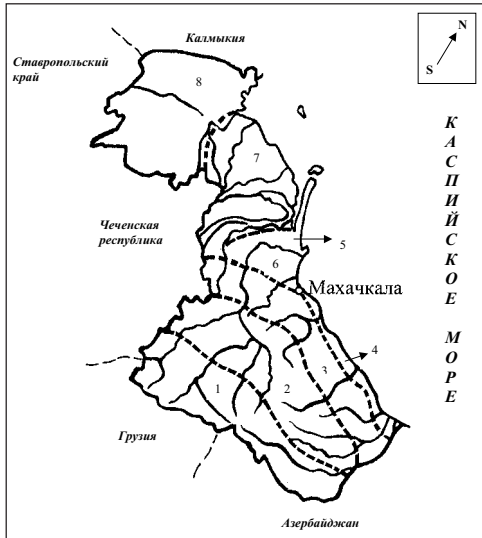 Калмыкия
N
S
Ставропольский
край
8
7
К
А
С
П
И
Й
С
К
О
Е
М
О
Р
Е
Чеченская
республика
5
6
Махачкала
4
3
2
1
Грузия
Азербайджан